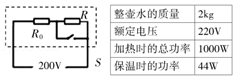 R
R₀
200V S
整壶水的质量 2kg
额定电压 220V
加热时的总功率 1000W
保温时的功率 44W